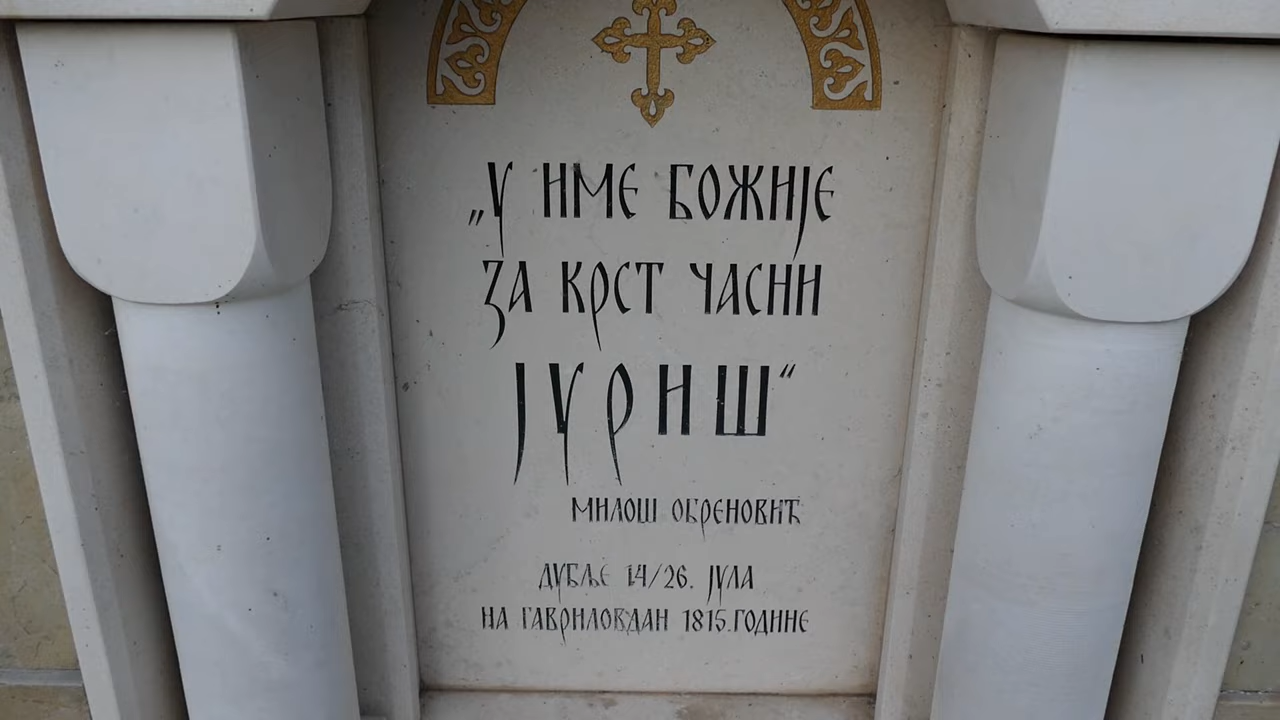 „У ИМЕ БОЖИЈЕ
ЗА КРСТ ЧАСНИ
ЈУРИШ“
МИЛОШ ОБРЕНОВИЋ
ДУБЉЕ 14/26. ЈУЛА
НА ГАВРИЛОВДАН 1815.ГОДИНЕ